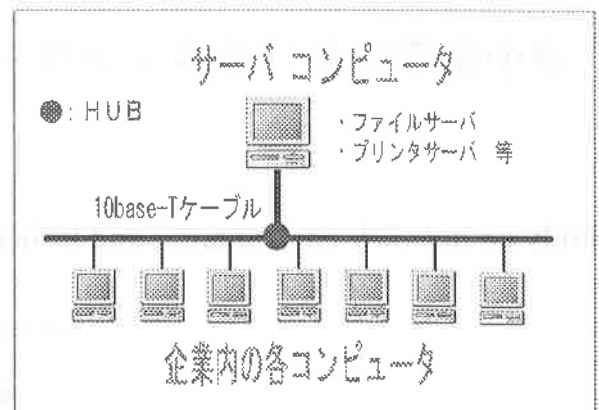 サーバ コンピュータ
●: HUB
・ファイルサーバ
・プリンタサーバ 等
10base-Tケーブル
企業内の各コンピュータ